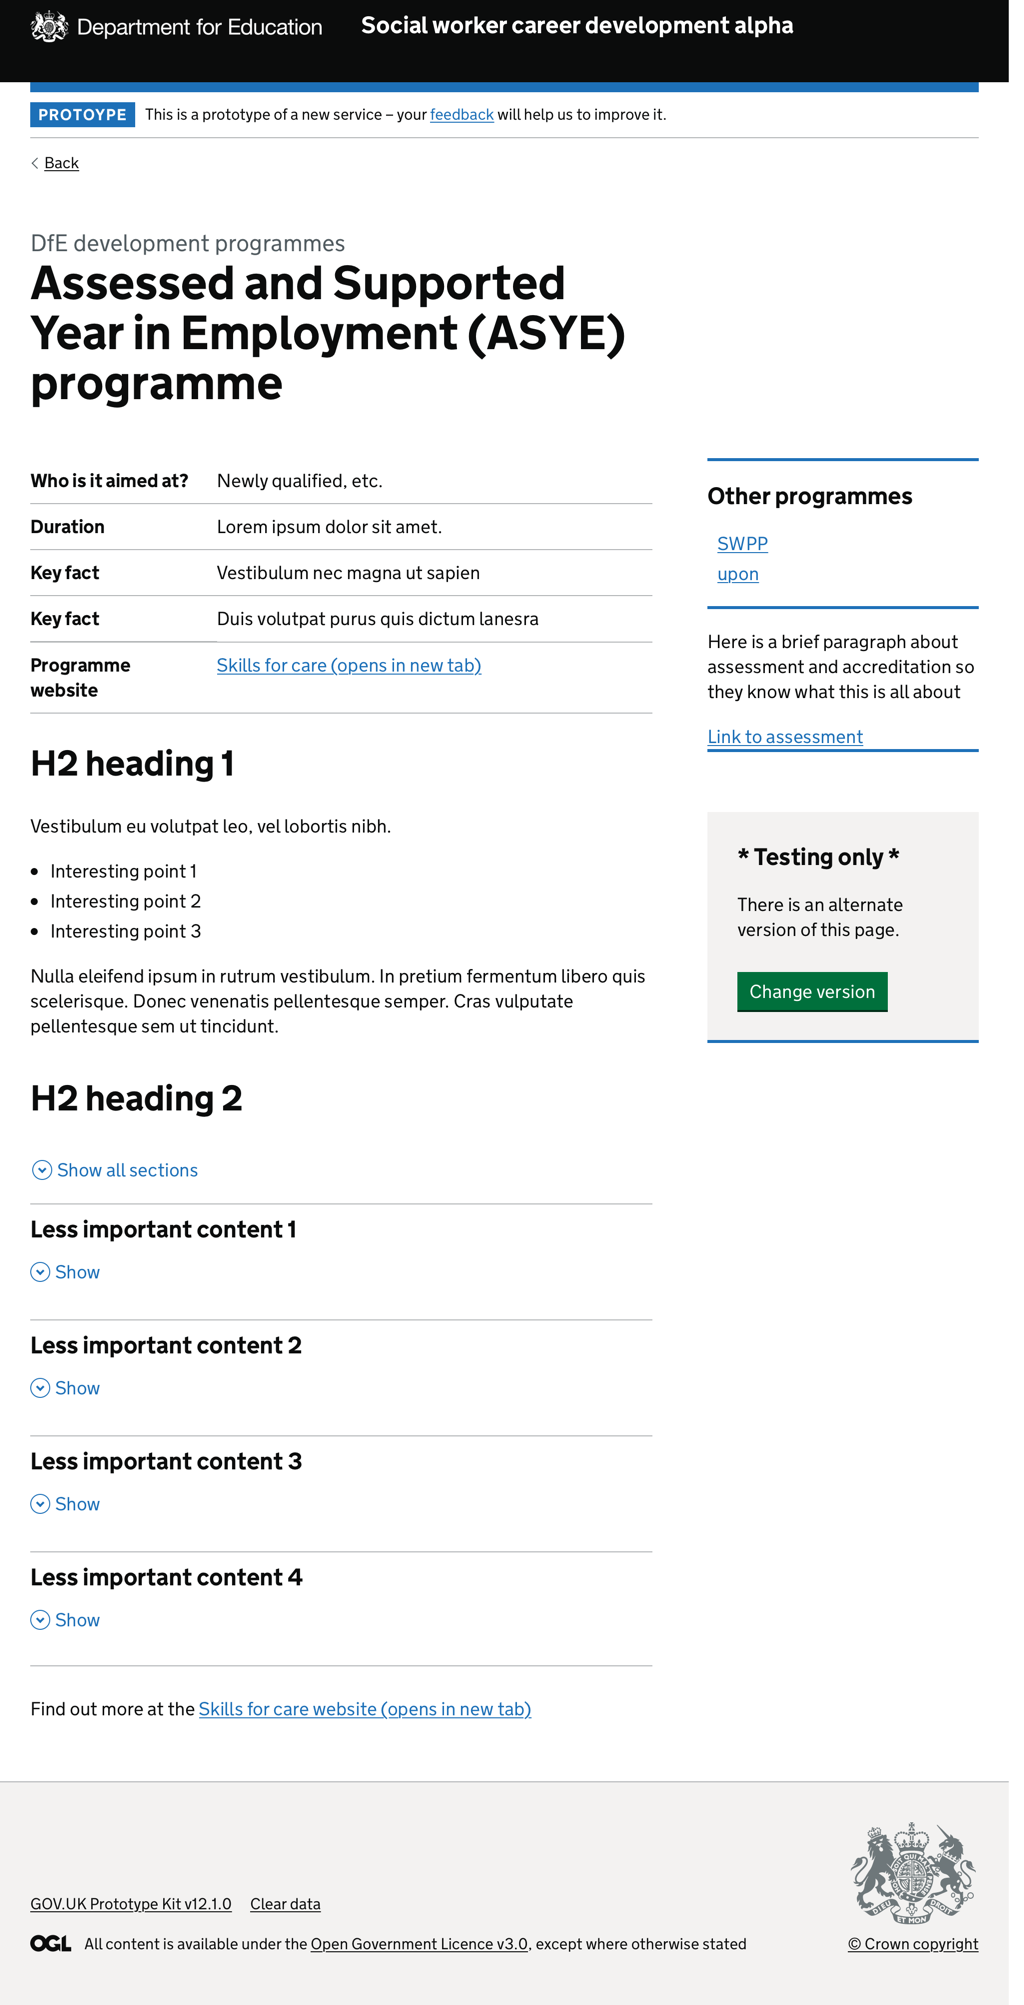 Department for Education
Social worker career development alpha
PROTOYPE
This is a prototype of a new service – your feedback will help us to improve it.
Back
DfE development programmes
Assessed and Supported
Year in Employment (ASYE)
programme
Who is it aimed at? Newly qualified, etc.
Duration Lorem ipsum dolor sit amet.
Key fact Vestibulum nec magna ut sapien
Key fact Duis volutpat purus quis dictum lanesra
Programme
website
Skills for care (opens in new tab)
H2 heading 1
Vestibulum eu volutpat leo, vel lobortis nibh.
• Interesting point 1
• Interesting point 2
• Interesting point 3
Nulla eleifend ipsum in rutrum vestibulum. In pretium fermentum libero quis
scelerisque. Donec venenatis pellentesque semper. Cras vulputate
pellentesque sem ut tincidunt.
H2 heading 2
Show all sections
Less important content 1
Show
Less important content 2
Show
Less important content 3
Show
Less important content 4
Show
Find out more at the Skills for care website (opens in new tab)
Other programmes
SWPP
upon
Here is a brief paragraph about
assessment and accreditation so
they know what this is all about
Link to assessment
* Testing only *
There is an alternate
version of this page.
Change version
GOV.UK Prototype Kit v12.1.0 Clear data
OGL All content is available under the Open Government Licence v3.0, except where otherwise stated
© Crown copyright